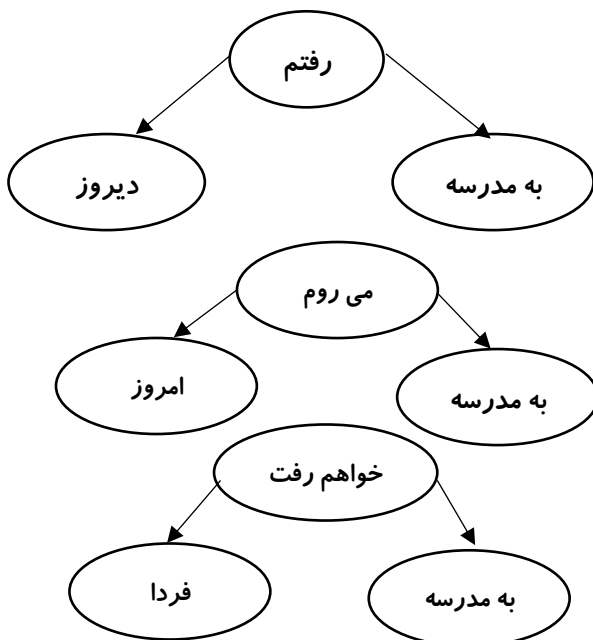 رفتم
به مدرسه
دیروز
می روم
به مدرسه
امروز
خواهم رفت
به مدرسه
فردا